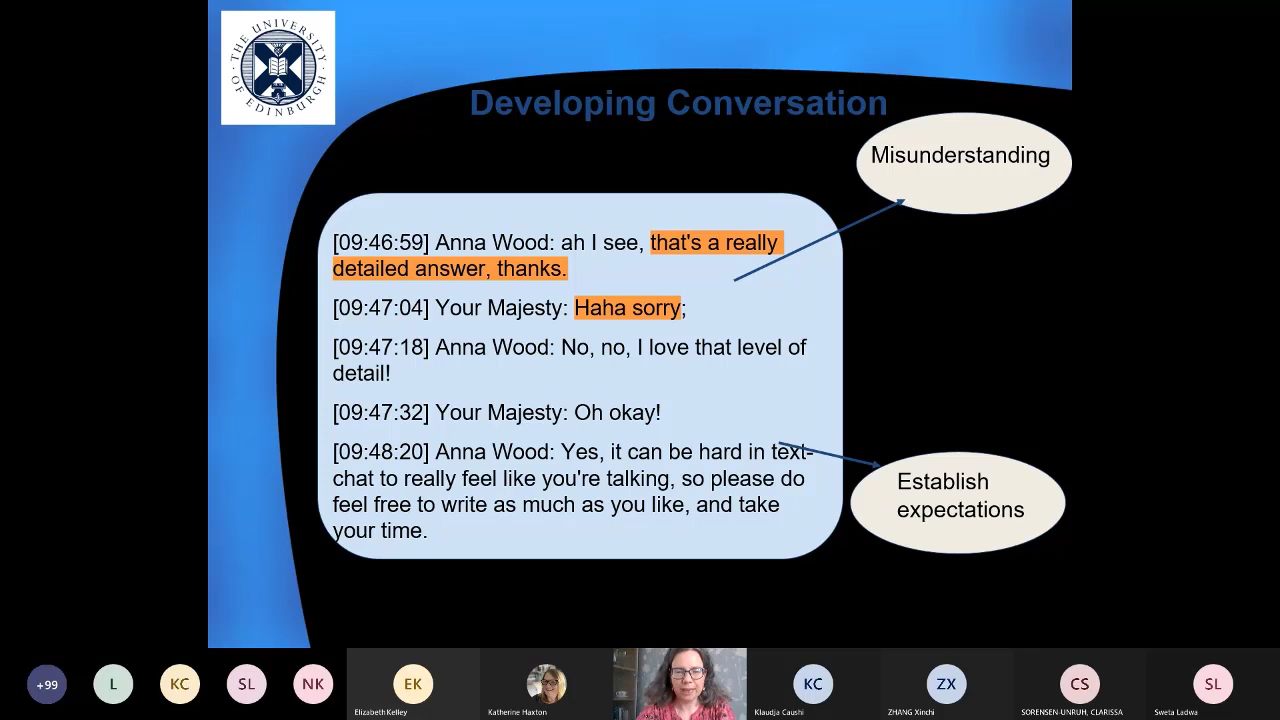 THE UNIVERSITY OF EDINBURGH
Developing Conversation
Misunderstanding
[09:46:59] Anna Wood: ah I see, that's a really
detailed answer, thanks.
[09:47:04] Your Majesty: Haha sorry;
[09:47:18] Anna Wood: No, no, I love that level of
detail!
[09:47:32] Your Majesty: Oh okay!
[09:48:20] Anna Wood: Yes, it can be hard in text-
chat to really feel like you're talking, so please do
feel free to write as much as you like, and take
your time.
Establish
expectations
+99
L
KC
SL
NK
EK
KC
ZX
CS
SL
Elizabeth Kelley
Katherine Haxton
Klaudja Caushi
ZHANG Xinchi
SORENSEN-UNRUH, CLARISSA
Sweta Ladwa